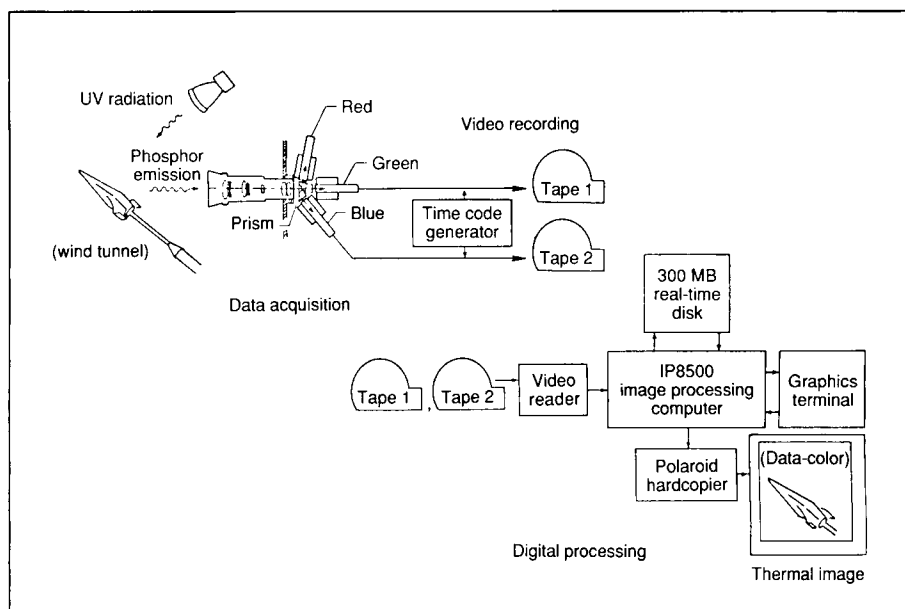 UV radiation
Red
Video recording
Phosphor
emission
Green
Tape 1
Prism
Blue
Time code
generator
(wind tunnel)
Tape 2
Data acquisition
300 MB
real-time
disk
Tape 1 , Tape 2
Video
reader
IP8500
image processing
computer
Graphics
terminal
Polaroid
hardcopier
(Data-color)
Digital processing
Thermal image